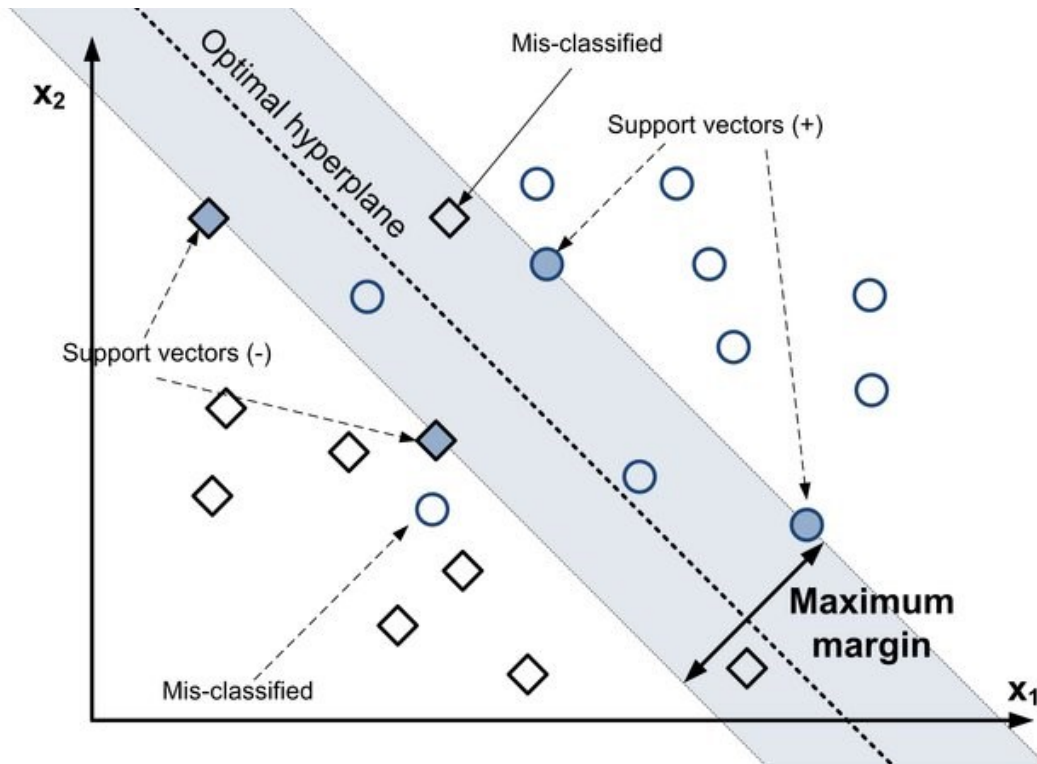 Mis-classified
Optimal hyperplane
x2
Support vectors (+)
Support vectors (-)
Maximum
margin
Mis-classified
x1